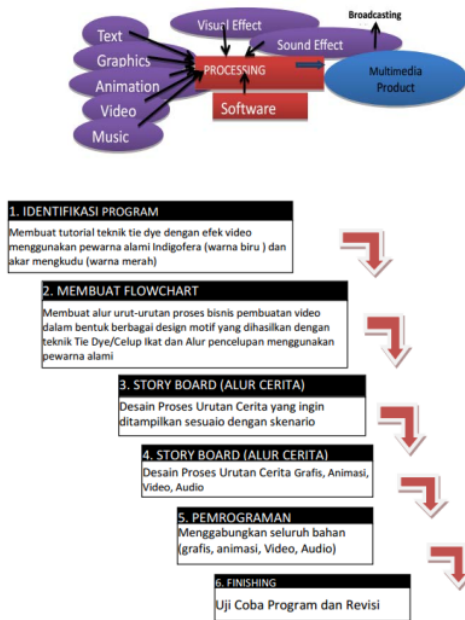 Broadcasting
Visual Effect
Text
Sound Effect
Graphics
PROCESSING
Multimedia
Product
Animation
Video
Software
Music
1. IDENTIFIKASI PROGRAM
Membuat tutorial teknik tie dye dengan efek video
menggunakan pewarna alami Indigofera (warna biru ) dan
akar mengkudu (warna merah)
2. MEMBUAT FLOWCHART
Membuat alur urut-urutan proses bisnis pembuatan video
dalam bentuk berbagai design motif yang dihasilkan dengan
teknik Tie Dye/Celup Ikat dan Alur pencelupan menggunakan
pewarna alami
3. STORY BOARD (ALUR CERITA)
Desain Proses Urutan Cerita yang ingin
ditampilkan sesuaio dengan skenario
4. STORY BOARD (ALUR CERITA)
Desain Proses Urutan Cerita Grafis, Animasi,
Video, Audio
5. PEMROGRAMAN
Menggabungkan seluruh bahan
(grafis, animasi, Video, Audio)
6. FINISHING
Uji Coba Program dan Revisi